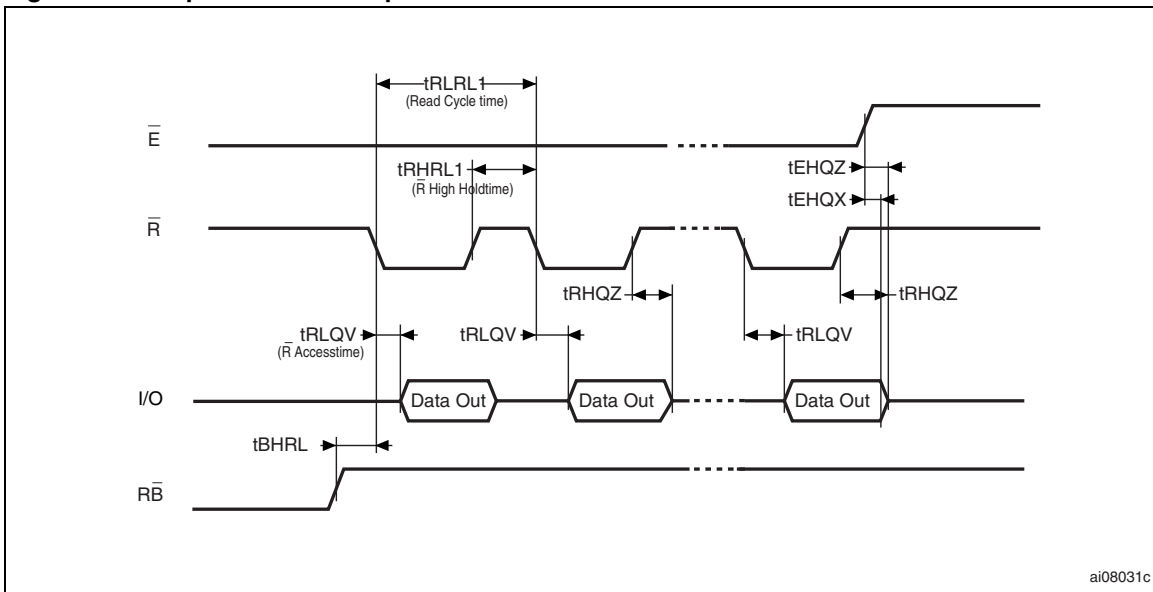 tRLRL1
(Read Cycle time)
E̅
tRHRL1
(R̅ High Holdtime)
tEHQZ
tEHQX
R̅
tRHQZ
tRHQZ
tRLQV
(R̅ Accesstime)
tRLQV
tRLQV
I/O
Data Out
Data Out
Data Out
tBHRL
RB̅
ai08031c